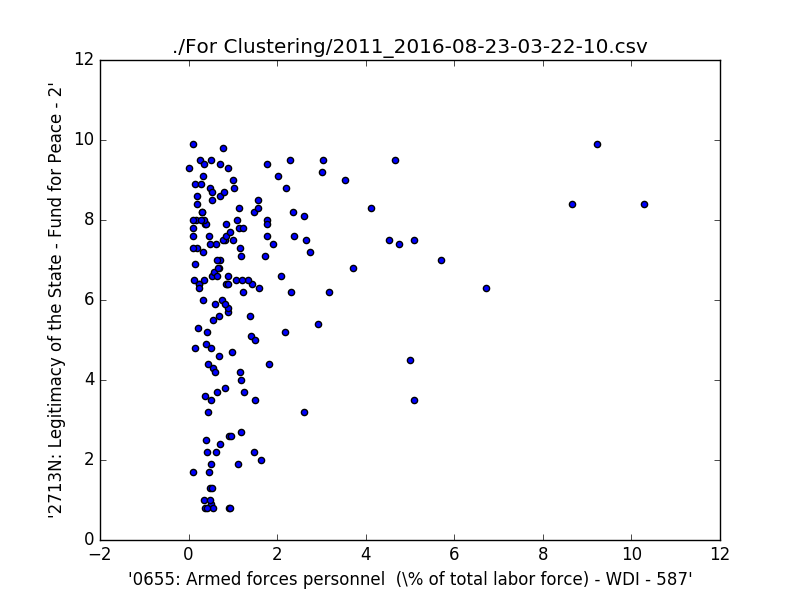 ./For Clustering/2011_2016-08-23-03-22-10.csv
12
10
8
6
4
2
0
'2713N: Legitimacy of the State - Fund for Peace - 2'
−2 0 2 4 6 8 10 12
'0655: Armed forces personnel  (\% of total labor force) - WDI - 587'